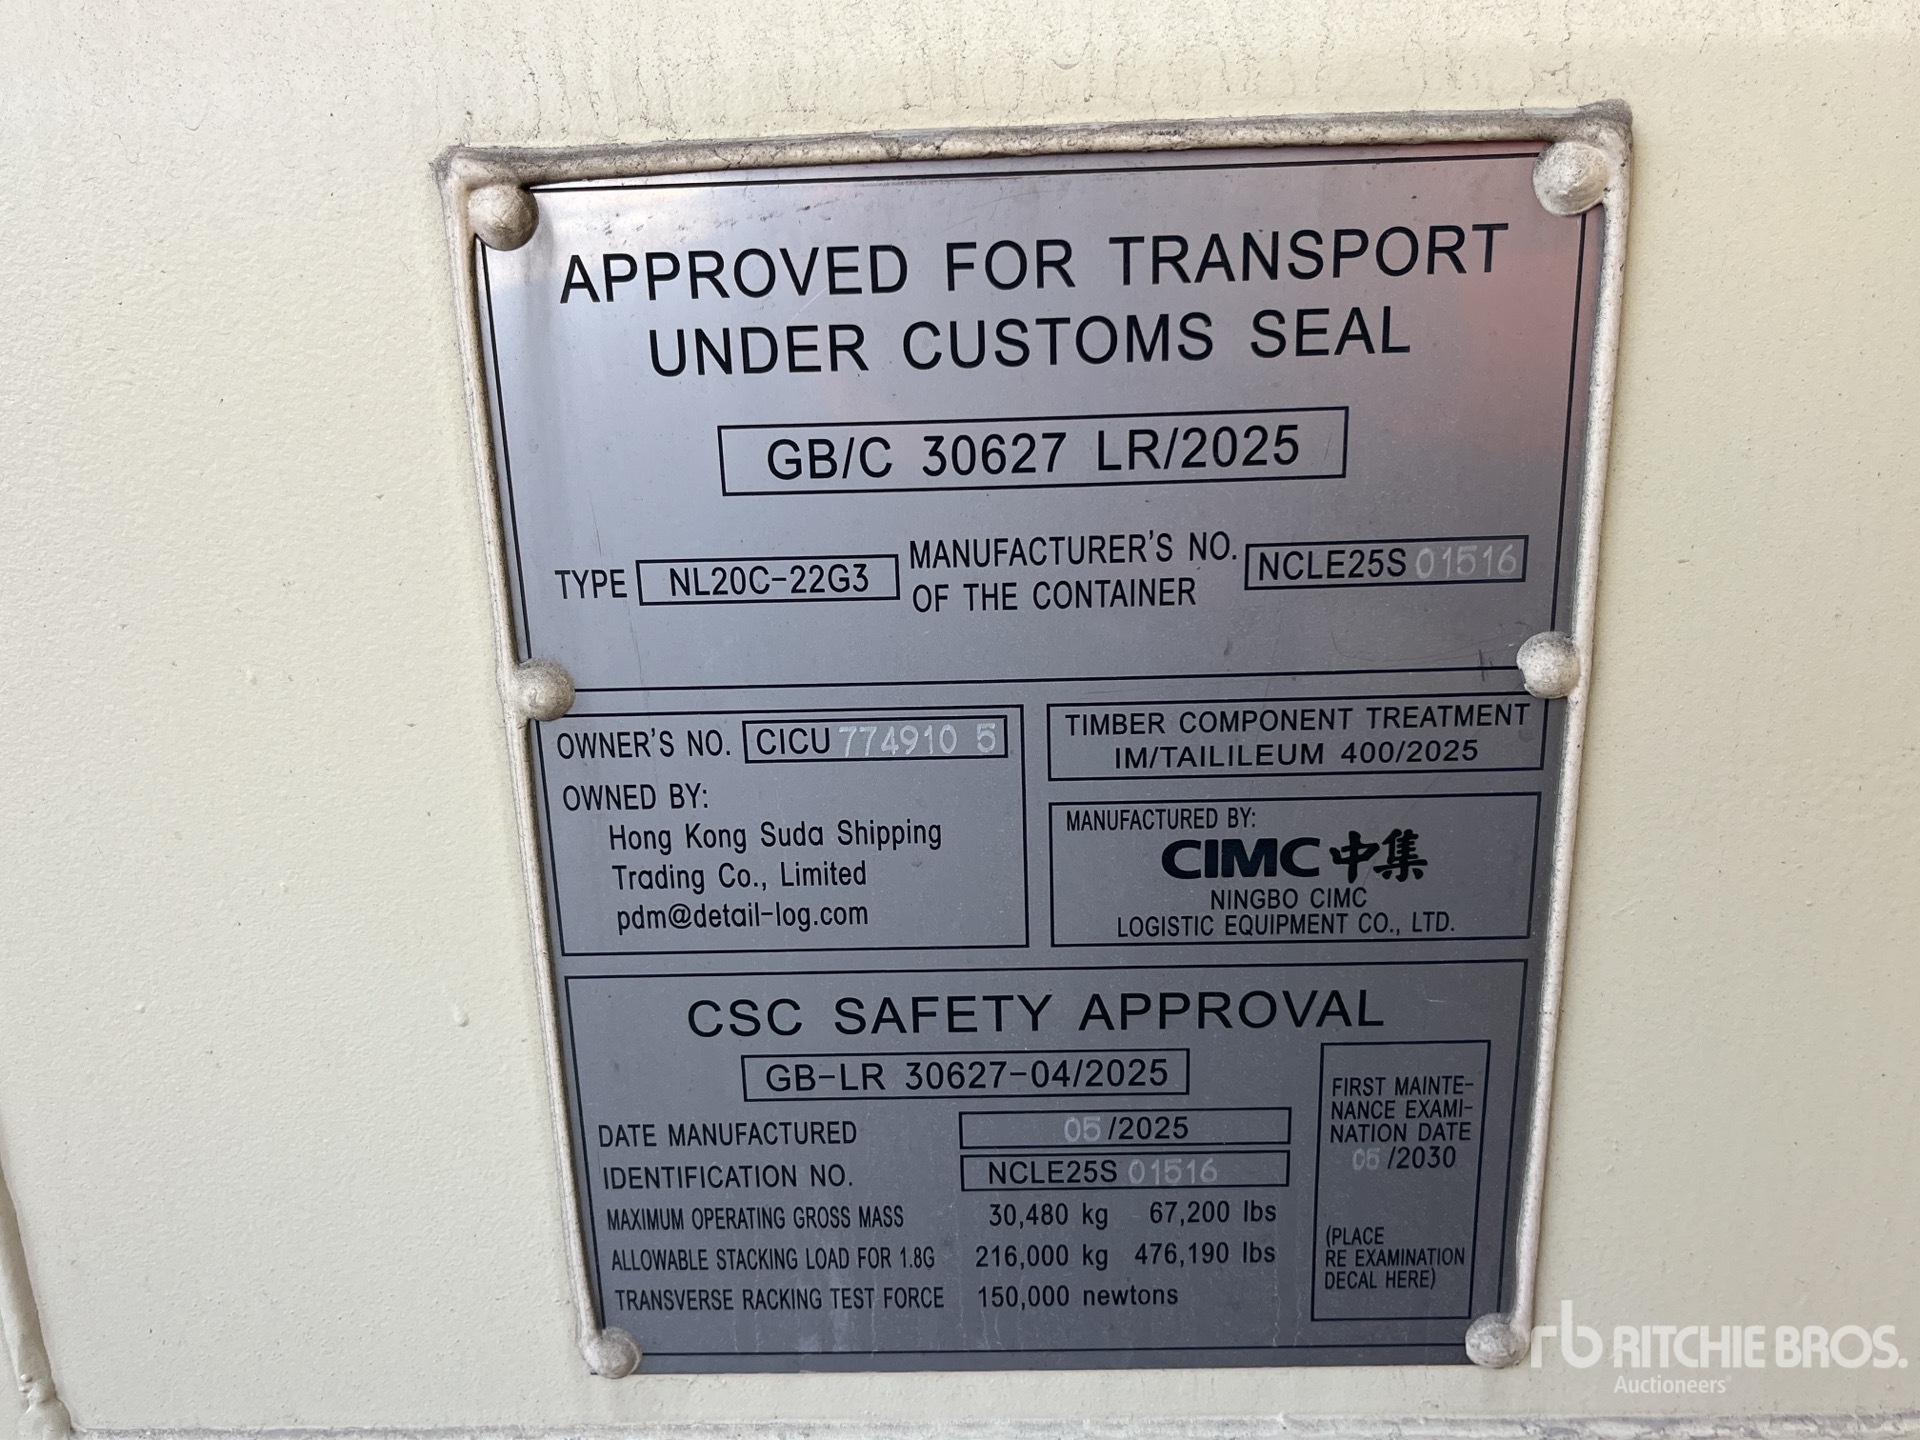 APPROVED FOR TRANSPORT
UNDER CUSTOMS SEAL
GB/C 30627 LR/2025
TYPE NL20C-22G3
MANUFACTURER'S NO.
OF THE CONTAINER
NCLE25S 01516
OWNER'S NO. CICU 774910 5
OWNED BY:
Hong Kong Suda Shipping
Trading Co., Limited
pdm@detail-log.com
TIMBER COMPONENT TREATMENT
IM/TAILILEUM 400/2025
MANUFACTURED BY:
CIMC 中集
NINGBO CIMC
LOGISTIC EQUIPMENT CO., LTD.
CSC SAFETY APPROVAL
GB-LR 30627-04/2025
DATE MANUFACTURED 05/2025
IDENTIFICATION NO. NCLE25S 01516
MAXIMUM OPERATING GROSS MASS 30,480 kg 67,200 lbs
ALLOWABLE STACKING LOAD FOR 1.8G 216,000 kg 476,190 lbs
TRANSVERSE RACKING TEST FORCE 150,000 newtons
FIRST MAINTE-
NANCE EXAMI-
NATION DATE
05/2030
(PLACE
RE EXAMINATION
DECAL HERE)
rb RITCHIE BROS.
Auctioneers